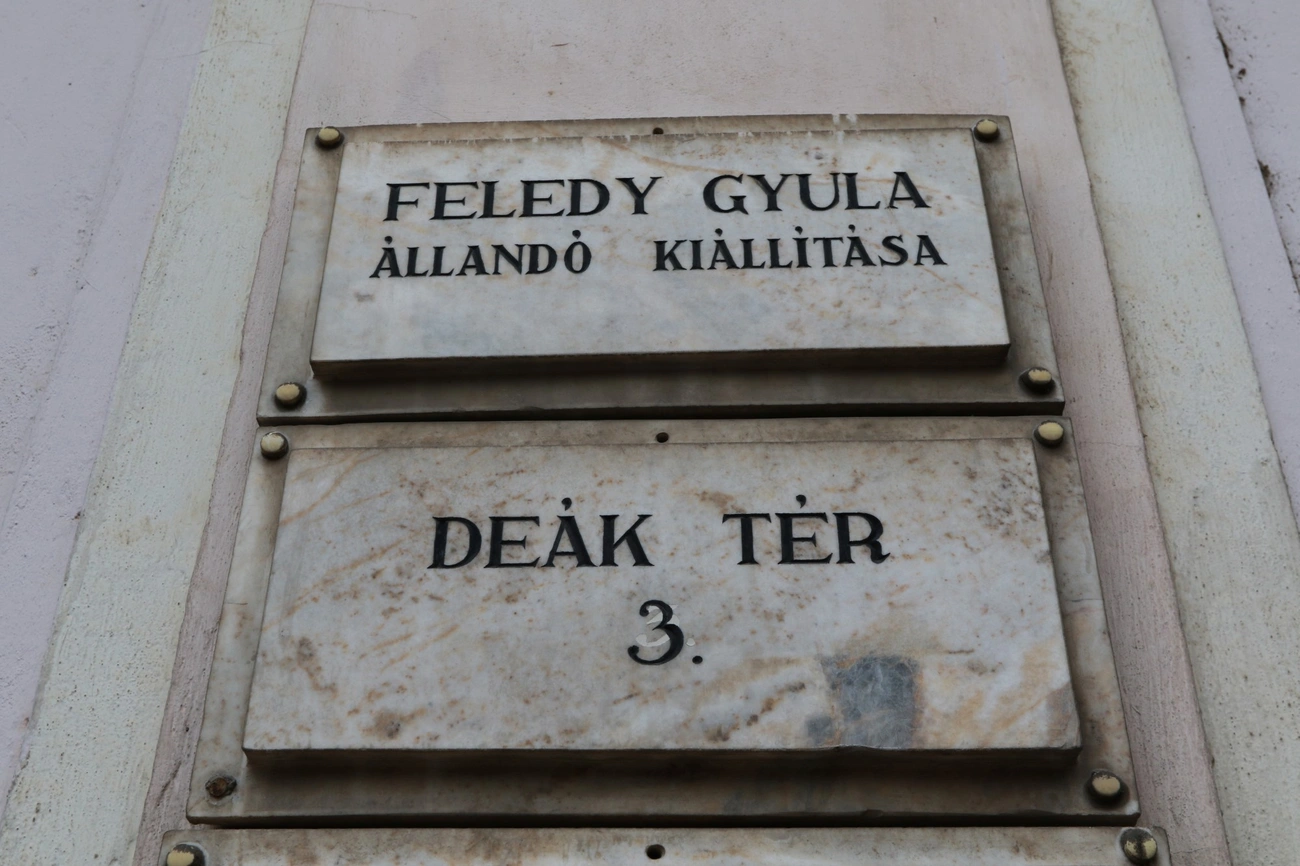 FELEDY GYULA
ÁLLANDÓ KIÁLLÍTÁSA
DEÁK TÉR
3.